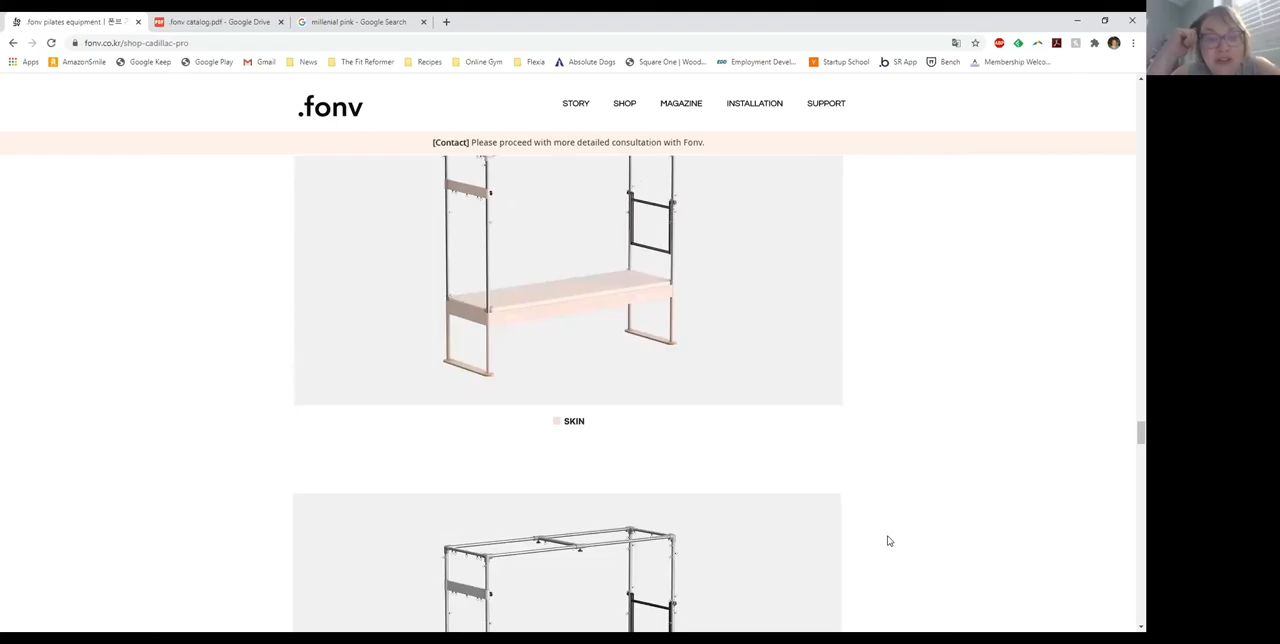 .fonv pilates equipment | 폰브
PDF .fonv catalog.pdf - Google Drive
millenial pink - Google Search
fonv.co.kr/shop-cadillac-pro
ABP
Apps AmazonSmile Google Keep Google Play Gmail News The Fit Reformer Recipes Online Gym Flexia Absolute Dogs Square One | Wood... EDD Employment Devel... Startup School SR App Bench Membership Welco...
.fonv STORY SHOP MAGAZINE INSTALLATION SUPPORT
[Contact] Please proceed with more detailed consultation with Fonv.
SKIN